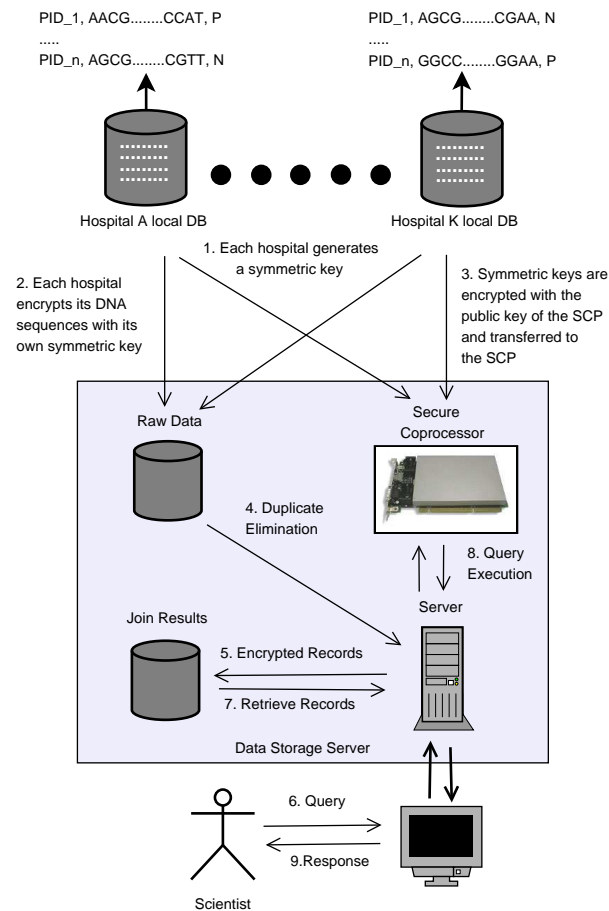 PID_1, AACG........CCAT, P
.....
PID_n, AGCG........CGTT, N
PID_1, AGCG........CGAA, N
.....
PID_n, GGCC........GGAA, P
Hospital A local DB
Hospital K local DB
1. Each hospital generates
a symmetric key
2. Each hospital
encrypts its DNA
sequences with its
own symmetric key
3. Symmetric keys are
encrypted with the
public key of the SCP
and transferred to
the SCP
Raw Data
Secure
Coprocessor
4. Duplicate
Elimination
8. Query
Execution
Server
Join Results
5. Encrypted Records
7. Retrieve Records
Data Storage Server
6. Query
9.Response
Scientist